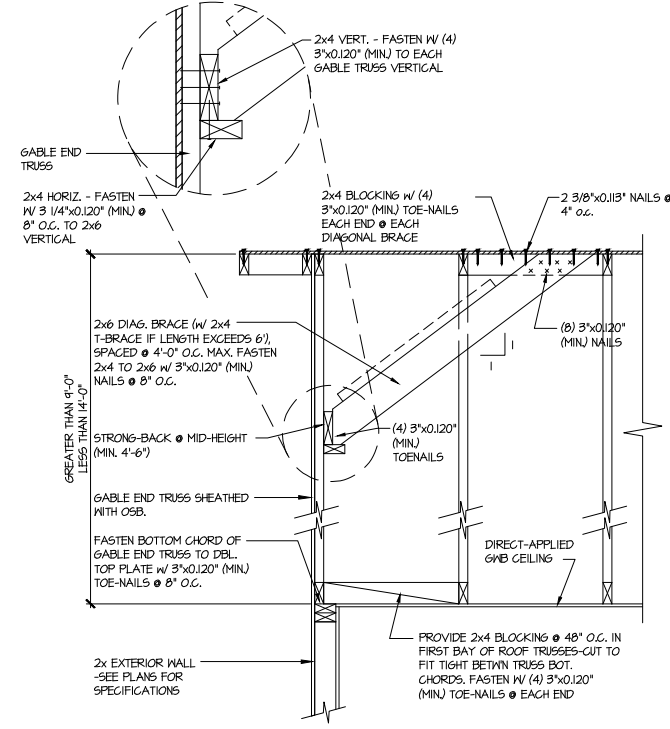 2x4 VERT. - FASTEN W/ (4)
3"x0.120" (MIN.) TO EACH
GABLE TRUSS VERTICAL
GABLE END
TRUSS
2x4 HORIZ. - FASTEN
W/ 3 1/4"x0.120" (MIN.) @
8" O.C. TO 2x6
VERTICAL
2x4 BLOCKING W/ (4)
3"x0.120" (MIN.) TOE-NAILS
EACH END @ EACH
DIAGONAL BRACE
2 3/8"x0.113" NAILS @
4" o.c.
2x6 DIAG. BRACE (W/ 2x4
T-BRACE IF LENGTH EXCEEDS 6'),
SPACED @ 4'-0" O.C. MAX. FASTEN
2x4 TO 2x6 W/ 3"x0.120" (MIN.)
NAILS @ 8" O.C.
(8) 3"x0.120"
(MIN.) NAILS
1
1
GREATER THAN 9'-0"
LESS THAN 14'-0"
STRONG-BACK @ MID-HEIGHT
(MIN. 4'-6")
(4) 3"x0.120"
(MIN.)
TOENAILS
GABLE END TRUSS SHEATHED
WITH OSB.
FASTEN BOTTOM CHORD OF
GABLE END TRUSS TO DBL.
TOP PLATE W/ 3"x0.120" (MIN.)
TOE-NAILS @ 8" O.C.
DIRECT-APPLIED
GWB CEILING
2x EXTERIOR WALL
-SEE PLANS FOR
SPECIFICATIONS
PROVIDE 2x4 BLOCKING @ 48" O.C. IN
FIRST BAY OF ROOF TRUSSES-CUT TO
FIT TIGHT BETW'N TRUSS BOT.
CHORDS. FASTEN W/ (4) 3"x0.120"
(MIN.) TOE-NAILS @ EACH END